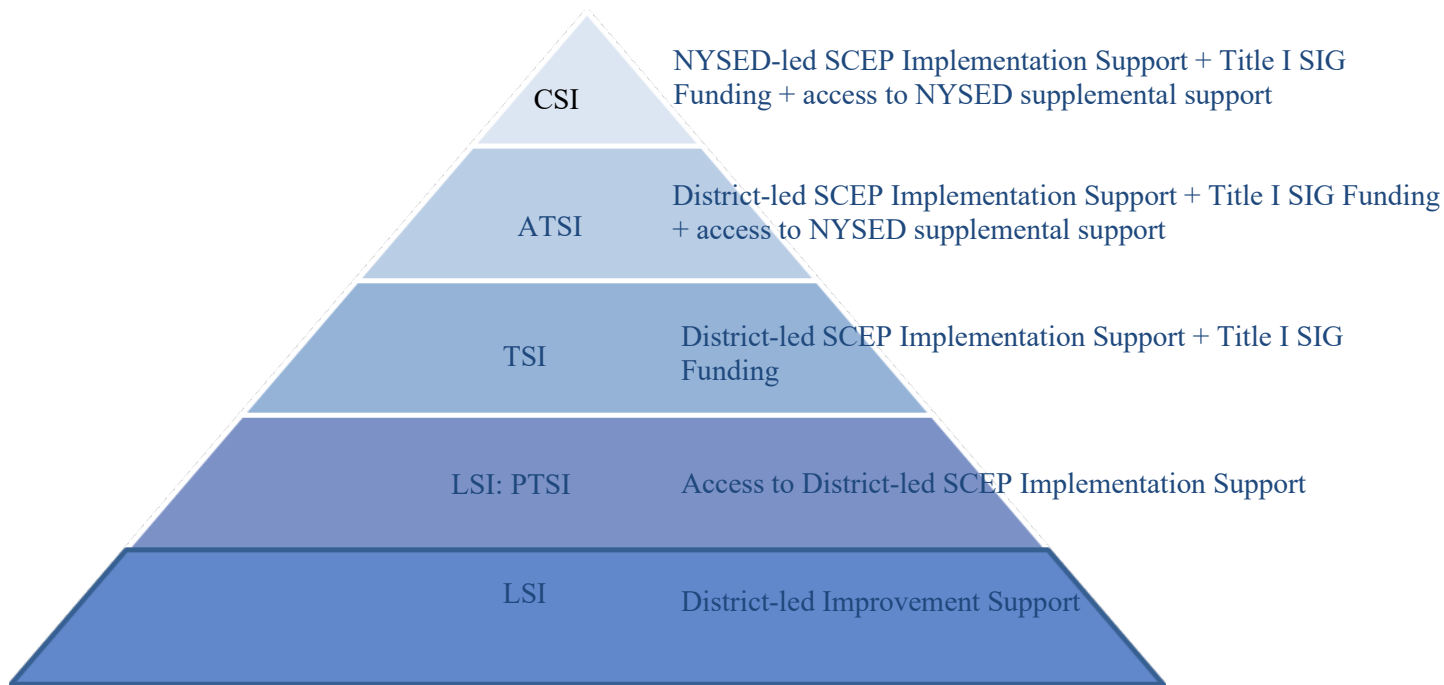 NYSED-led SCEP Implementation Support + Title I SIG
Funding + access to NYSED supplemental support
CSI
District-led SCEP Implementation Support + Title I SIG Funding
+ access to NYSED supplemental support
ATSI
District-led SCEP Implementation Support + Title I SIG
Funding
TSI
LSI: PTSI
Access to District-led SCEP Implementation Support
LSI
District-led Improvement Support